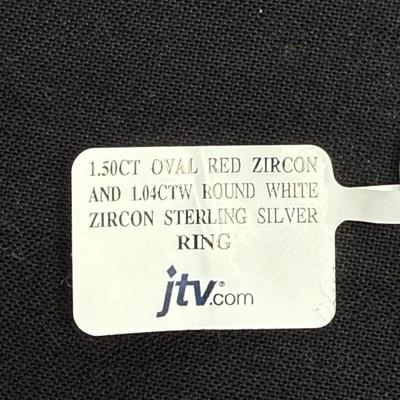 1.50CT OVAL RED ZIRCON
AND 1.04CTW ROUND WHITE
ZIRCON STERLING SILVER
RING
jtv®.com